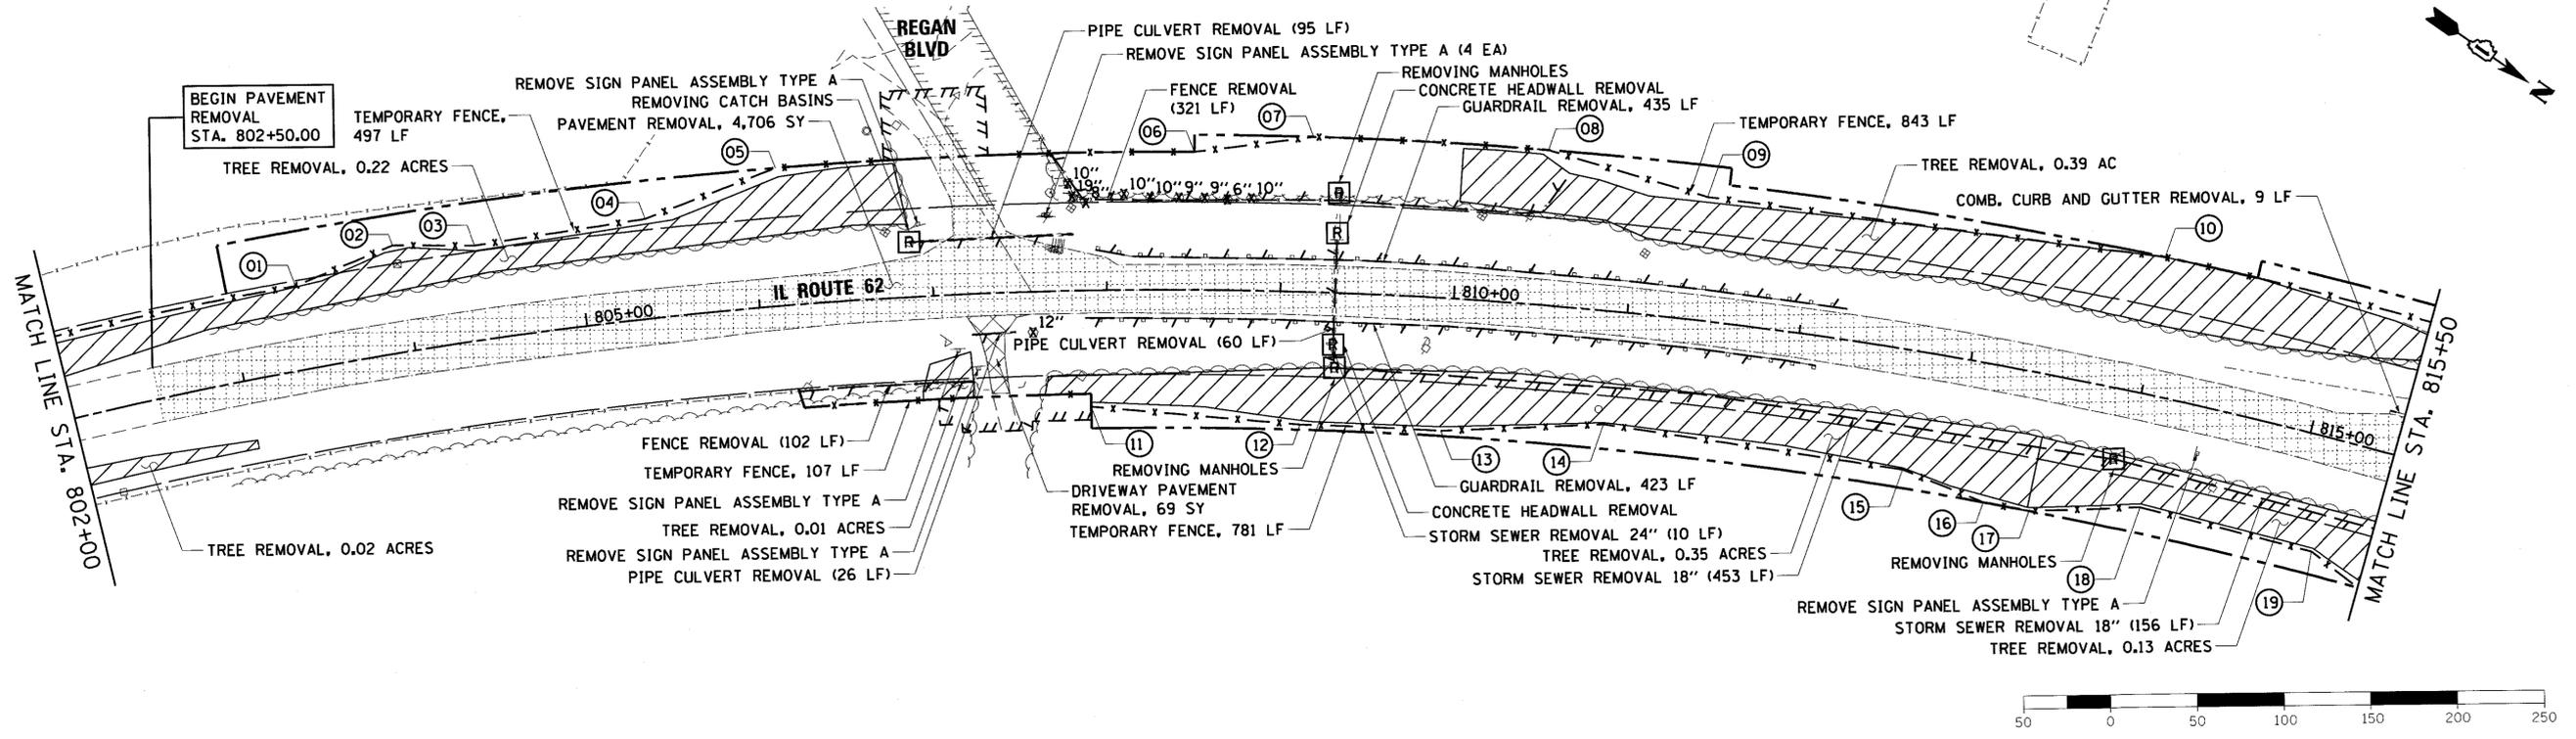 REGAN
BLVD
PIPE CULVERT REMOVAL (95 LF)
REMOVE SIGN PANEL ASSEMBLY TYPE A (4 EA)
REMOVING MANHOLES
CONCRETE HEADWALL REMOVAL
GUARDRAIL REMOVAL, 435 LF
FENCE REMOVAL
(321 LF)
REMOVE SIGN PANEL ASSEMBLY TYPE A
REMOVING CATCH BASINS
PAVEMENT REMOVAL, 4,706 SY
BEGIN PAVEMENT
REMOVAL
STA. 802+50.00
TEMPORARY FENCE,
497 LF
TREE REMOVAL, 0.22 ACRES
TEMPORARY FENCE, 843 LF
TREE REMOVAL, 0.39 AC
COMB. CURB AND GUTTER REMOVAL, 9 LF
N
01
02
03
04
05
06
07
08
09
10
10"
19"
8"
10"
10"
9"
9"
6"
10"
R
R
R
IL ROUTE 62
805+00
810+00
815+00
12"
PIPE CULVERT REMOVAL (60 LF)
R
R
R
MATCH LINE STA. 802+00
MATCH LINE STA. 815+50
11
12
13
14
15
16
17
18
19
FENCE REMOVAL (102 LF)
TEMPORARY FENCE, 107 LF
REMOVE SIGN PANEL ASSEMBLY TYPE A
TREE REMOVAL, 0.01 ACRES
REMOVE SIGN PANEL ASSEMBLY TYPE A
PIPE CULVERT REMOVAL (26 LF)
TREE REMOVAL, 0.02 ACRES
REMOVING MANHOLES
DRIVEWAY PAVEMENT
REMOVAL, 69 SY
TEMPORARY FENCE, 781 LF
GUARDRAIL REMOVAL, 423 LF
CONCRETE HEADWALL REMOVAL
STORM SEWER REMOVAL 24" (10 LF)
TREE REMOVAL, 0.35 ACRES
STORM SEWER REMOVAL 18" (453 LF)
REMOVING MANHOLES
REMOVE SIGN PANEL ASSEMBLY TYPE A
STORM SEWER REMOVAL 18" (156 LF)
TREE REMOVAL, 0.13 ACRES
50 0 50 100 150 200 250